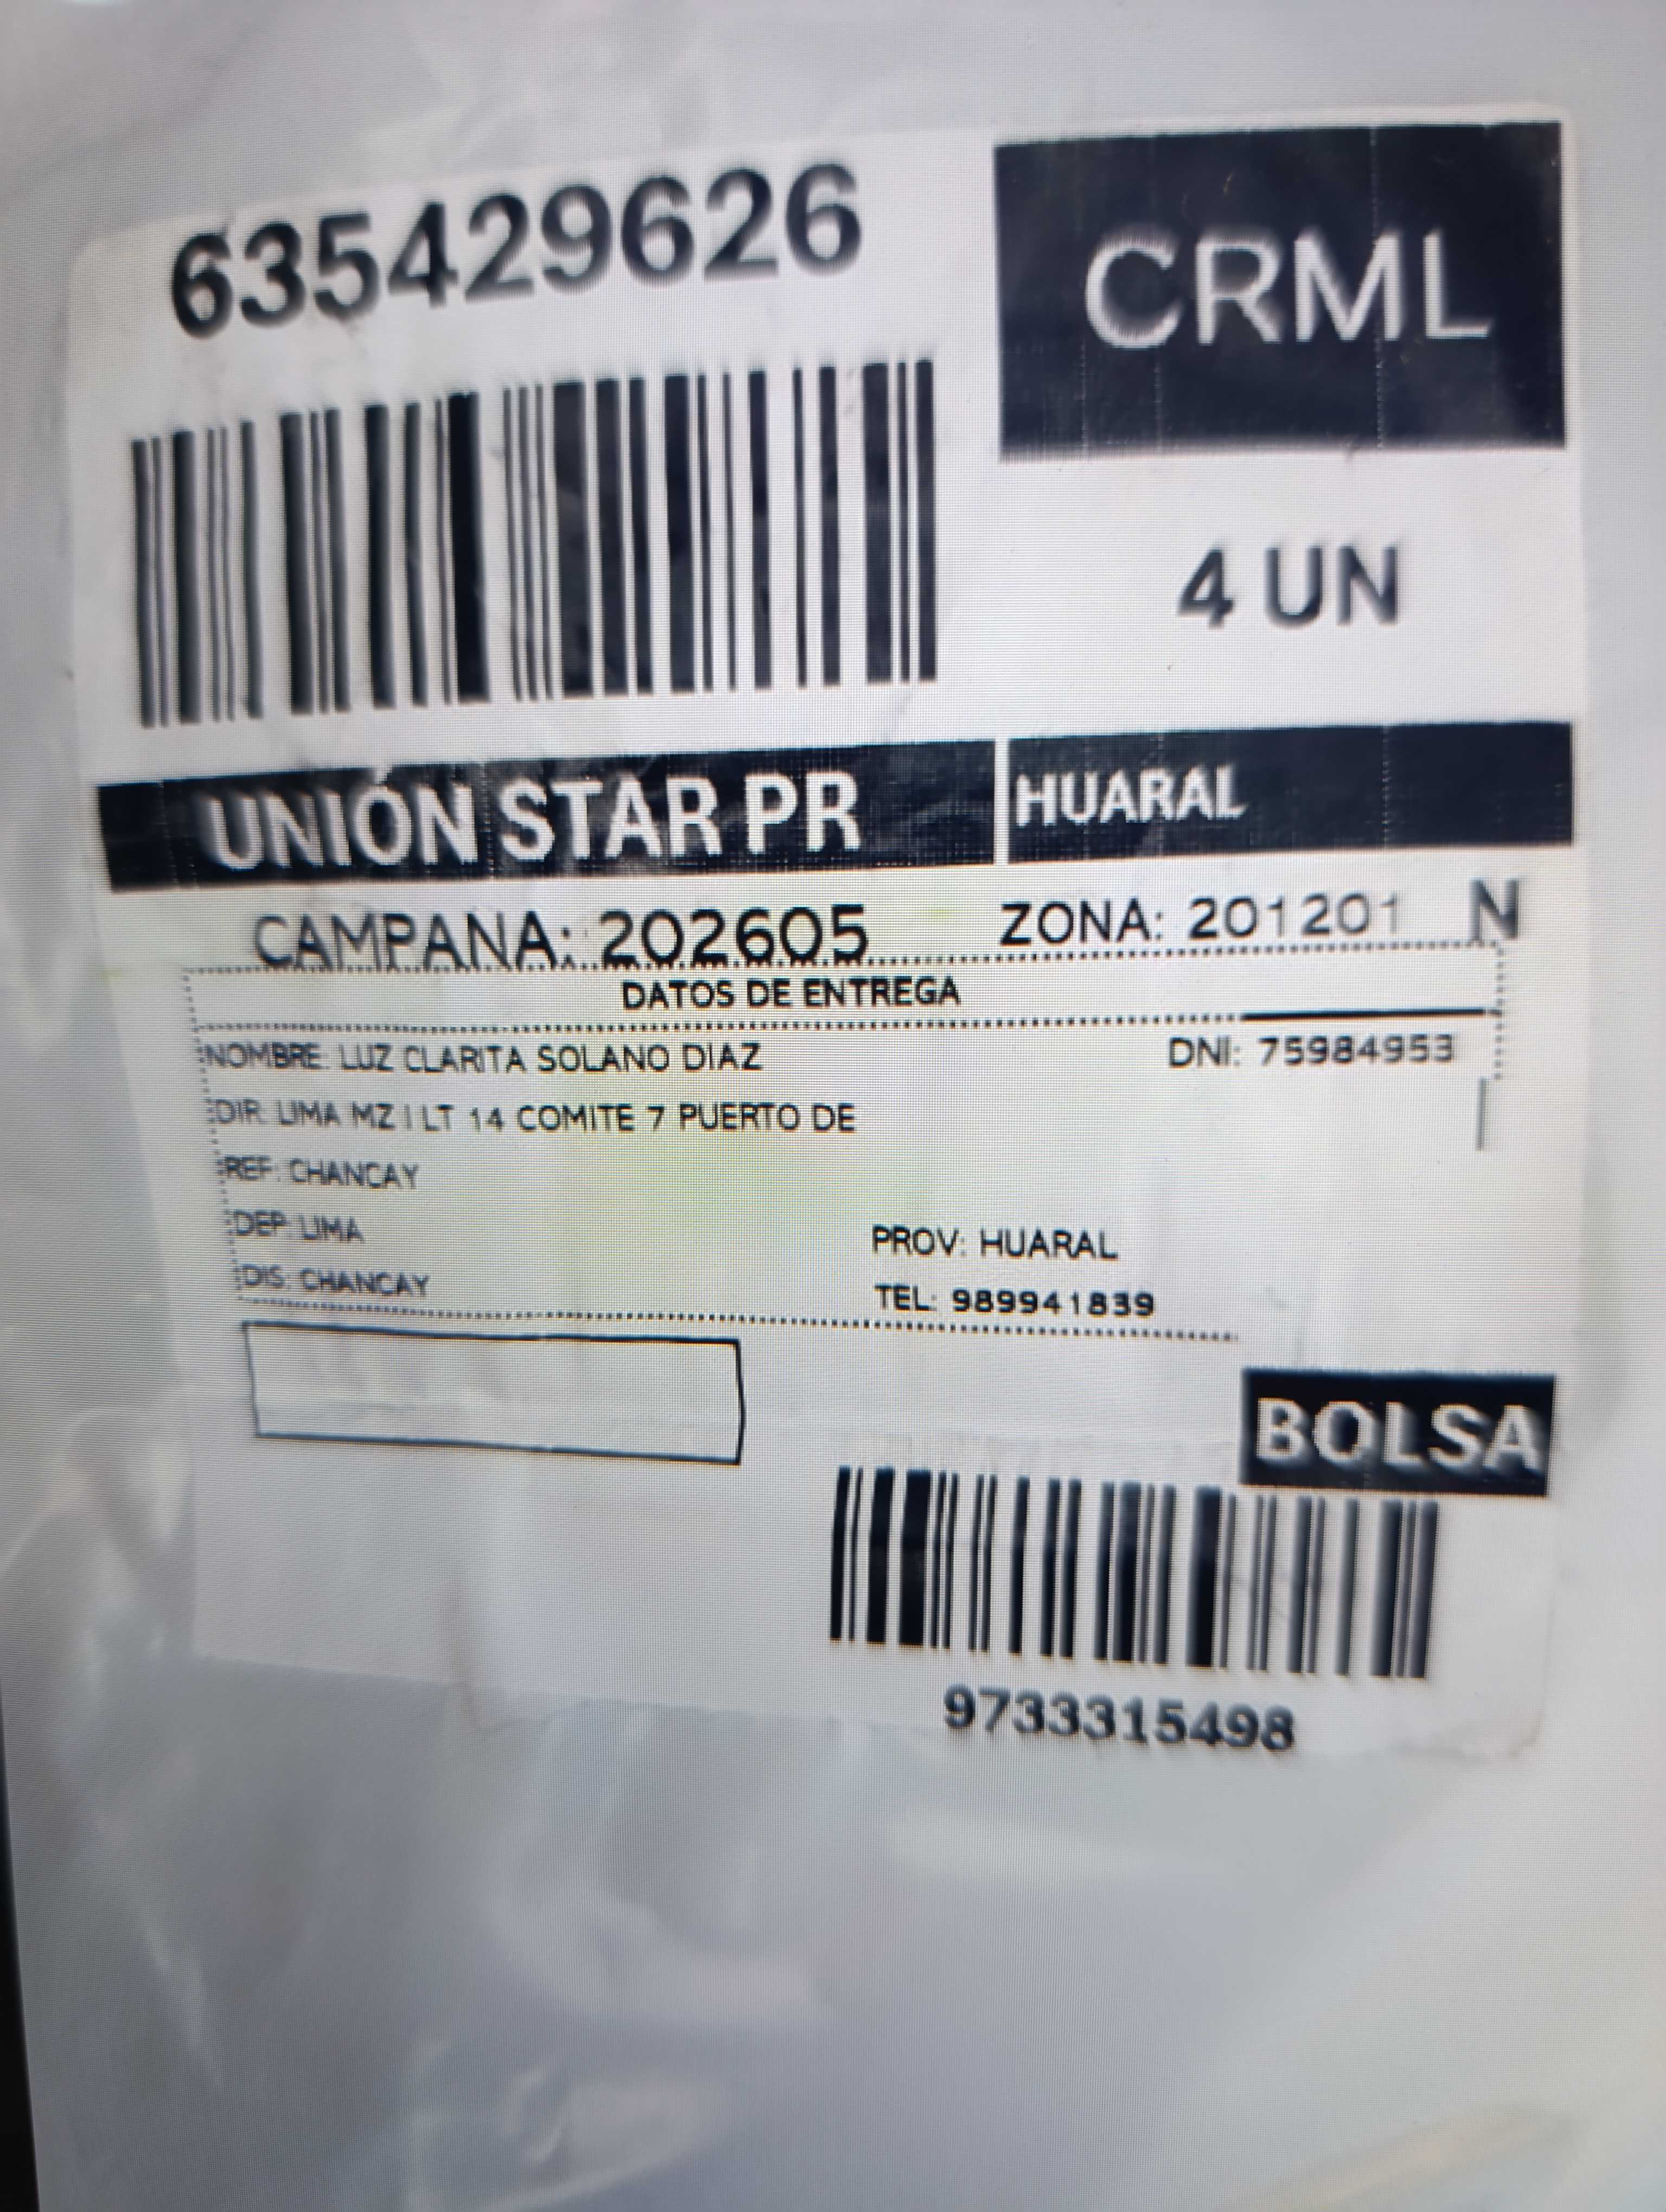 635429626
CRML
4 UN
UNIÓN STAR PR
HUARAL
CAMPANA: 202605 ZONA: 201201 N
DATOS DE ENTREGA
NOMBRE: LUZ CLARITA SOLANO DIAZ DNI: 75984953
DIR: LIMA MZ I LT 14 COMITE 7 PUERTO DE
REF: CHANCAY
DEP: LIMA PROV: HUARAL
DIS: CHANCAY TEL: 989941839
BOLSA
9733315498